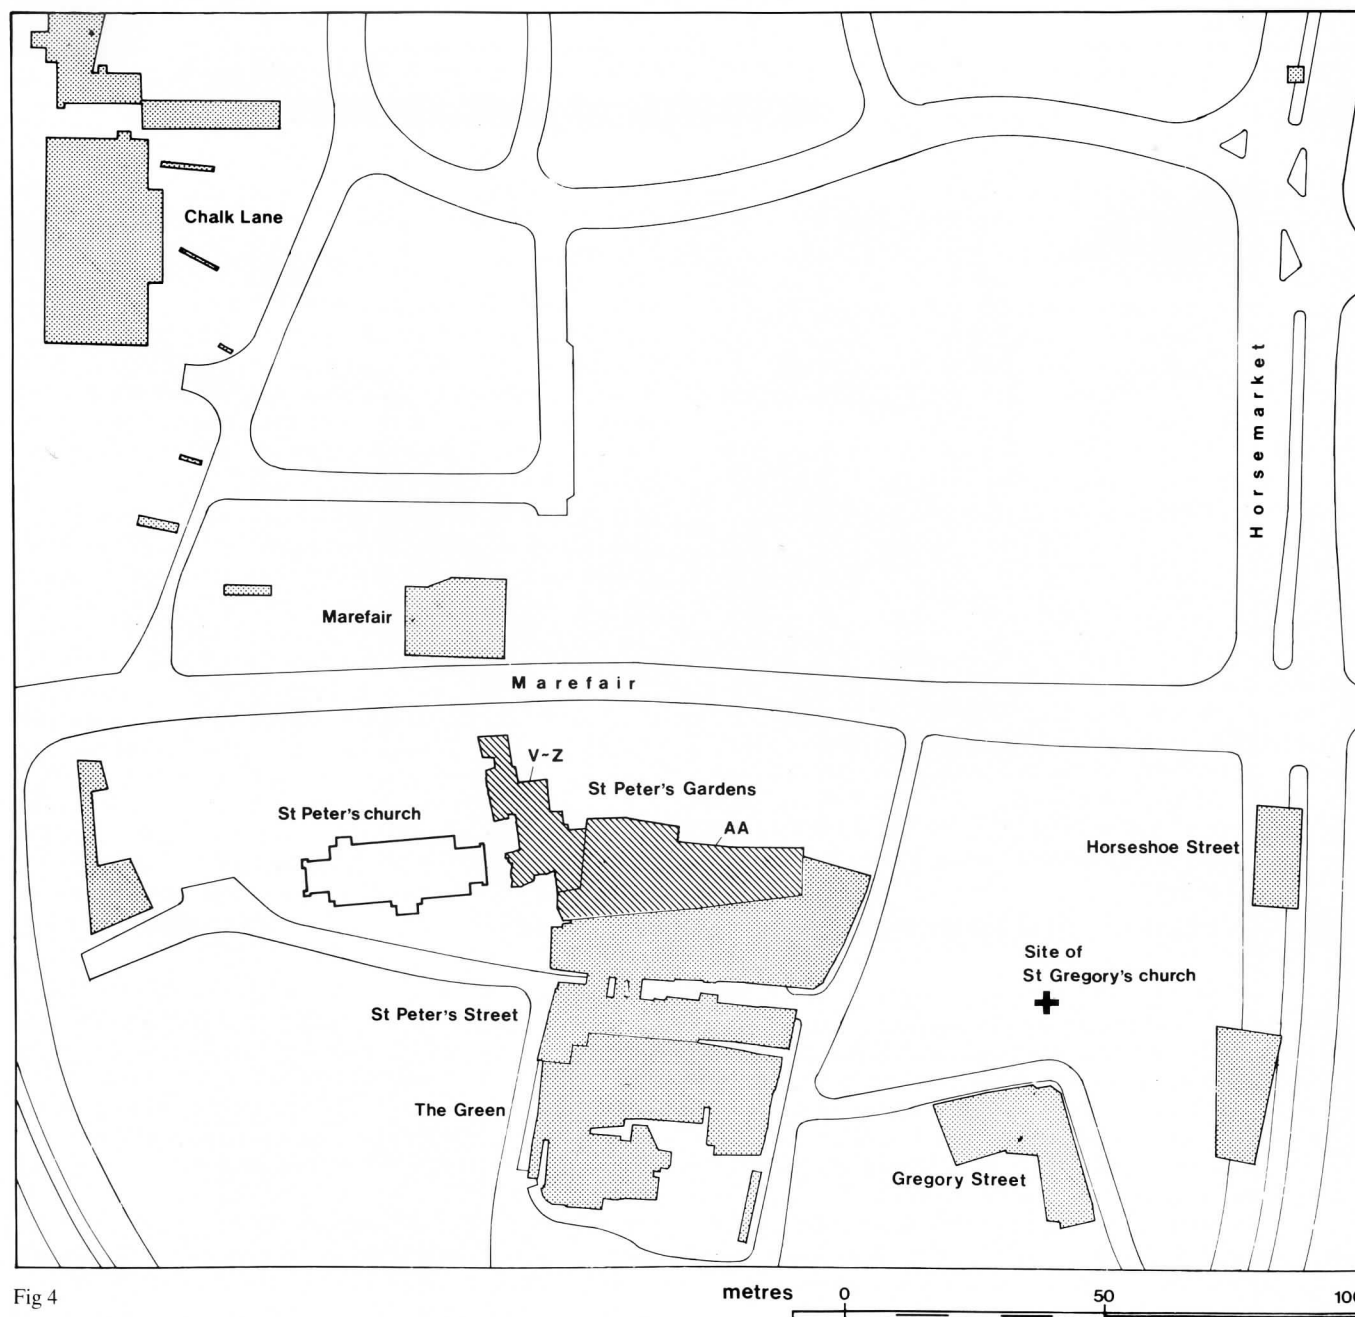 Chalk Lane
Horsemarket
Marefair
Marefair
V-Z
St Peter's Gardens
St Peter's church
AA
Horseshoe Street
Site of
St Gregory's church
St Peter's Street
The Green
Gregory Street
Fig 4
metres 0 50 100